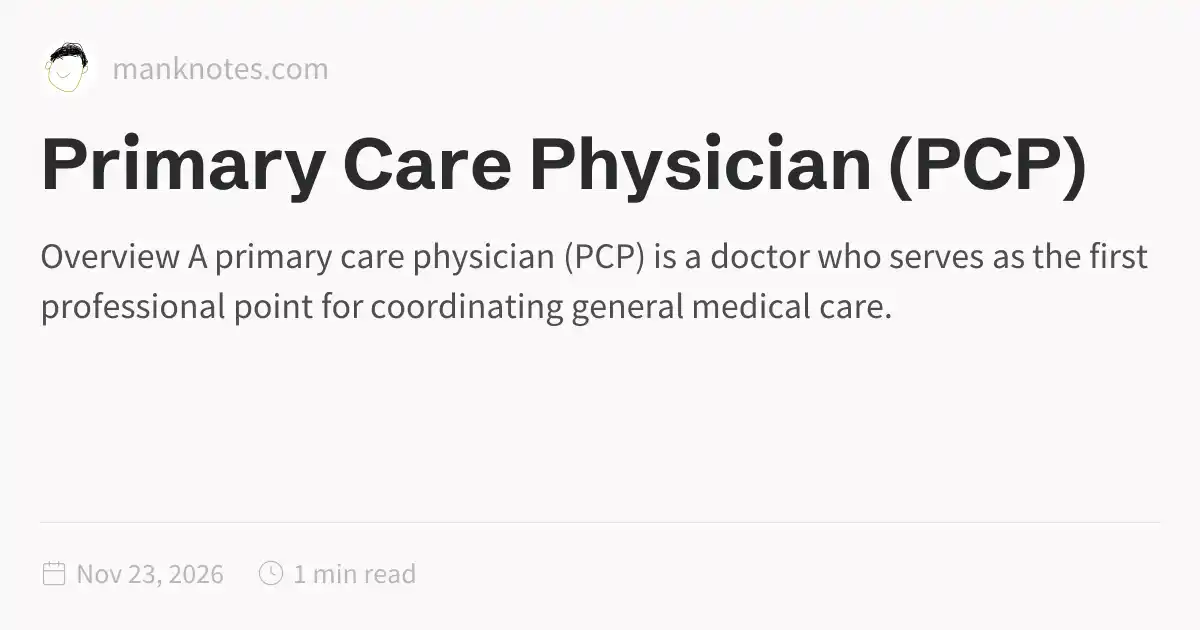 manknotes.com
Primary Care Physician (PCP)
Overview A primary care physician (PCP) is a doctor who serves as the first
professional point for coordinating general medical care.
Nov 23, 2026 1 min read